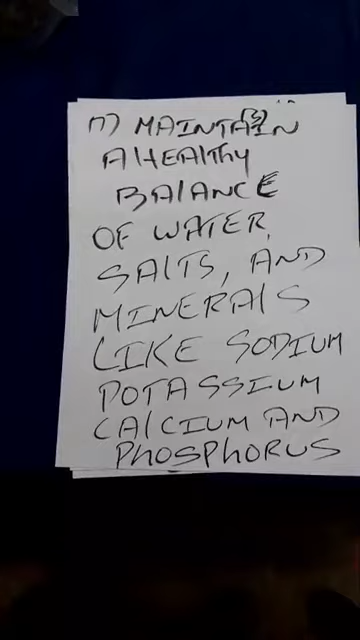 m) MAINTAIN
A HEALTHY
BALANCE
OF WATER,
SALTS, AND
MINERALS
LIKE SODIUM
POTASSIUM
CALCIUM AND
PHOSPHORUS